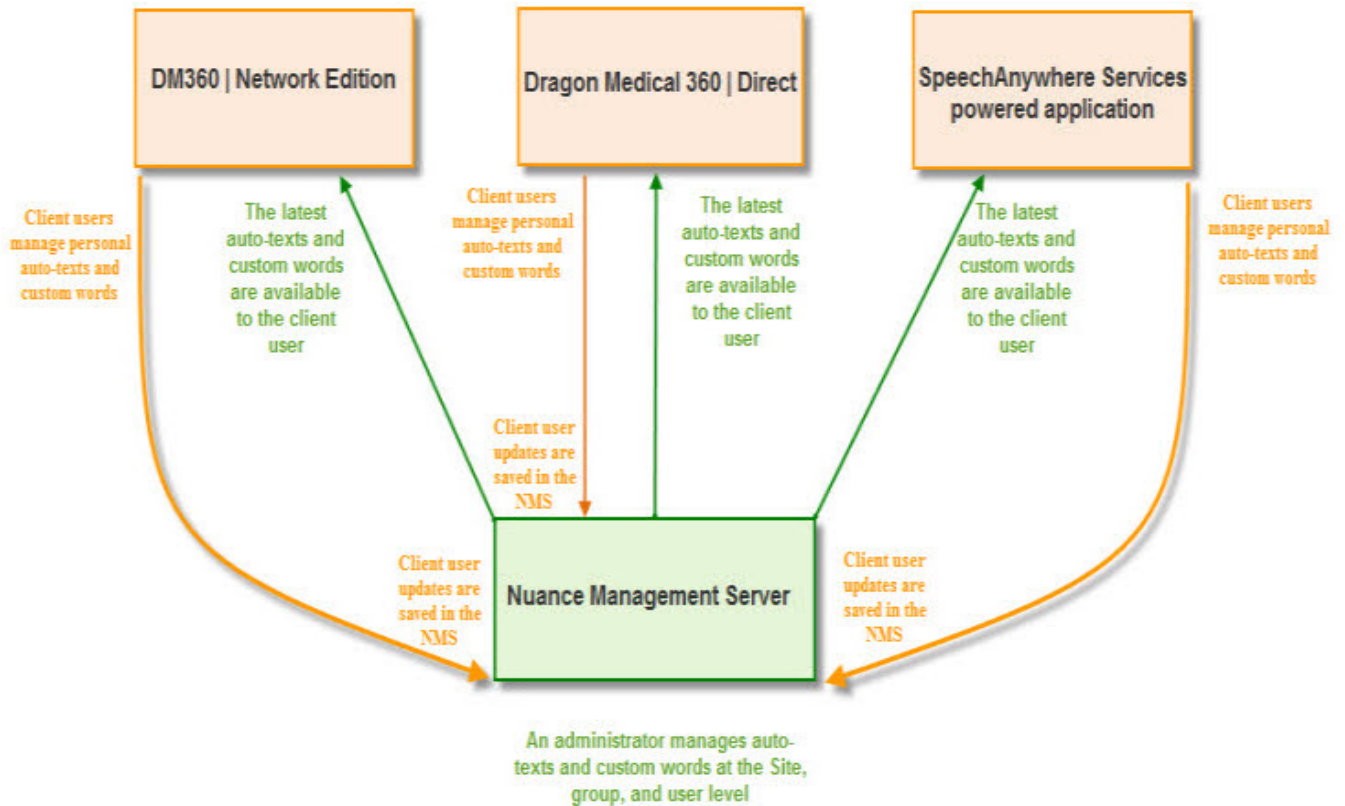 DM360 | Network Edition
Dragon Medical 360 | Direct
SpeechAnywhere Services
powered application
Client users
manage personal
auto-texts and
custom words
The latest
auto-texts and
custom words
are available
to the client
user
Client users
manage personal
auto-texts and
custom words
The latest
auto-texts and
custom words
are available
to the client
user
The latest
auto-texts and
custom words
are available
to the client
user
Client users
manage personal
auto-texts and
custom words
Client user
updates are
saved in the
NMS
Client user
updates are
saved in the
NMS
Nuance Management Server
Client user
updates are
saved in the
NMS
An administrator manages auto-
texts and custom words at the Site,
group, and user level